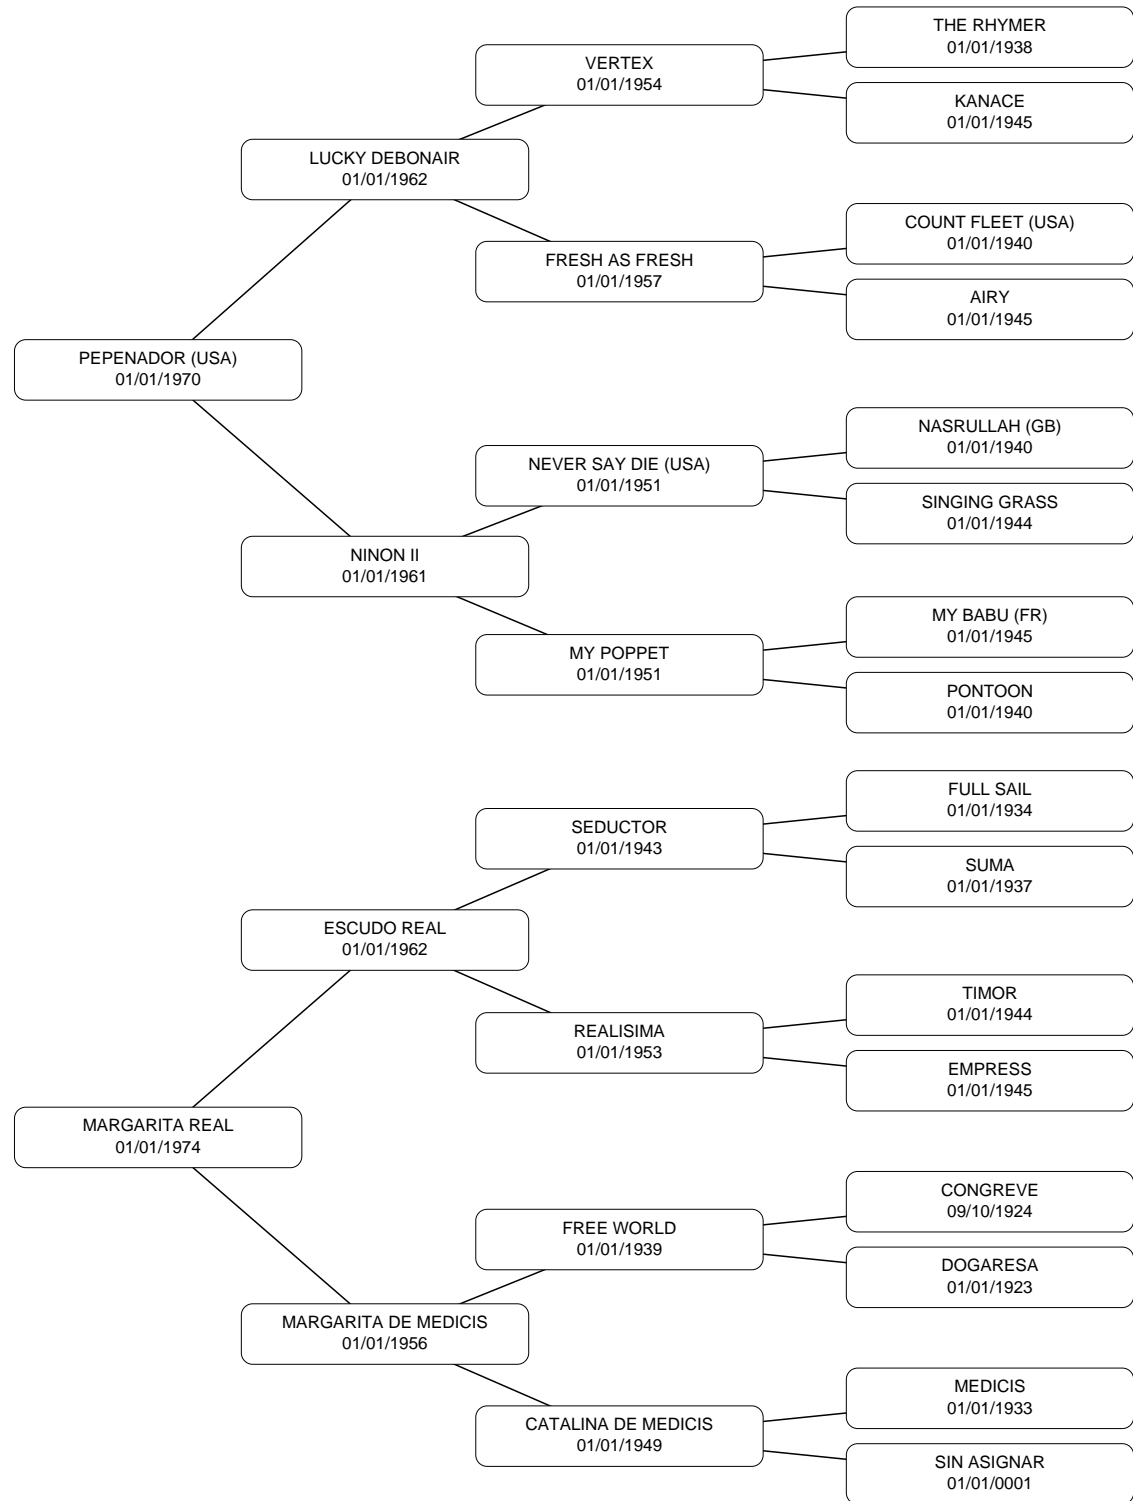 THE RHYMER
01/01/1938
VERTEX
01/01/1954
KANACE
01/01/1945
LUCKY DEBONAIR
01/01/1962
COUNT FLEET (USA)
01/01/1940
FRESH AS FRESH
01/01/1957
AIRY
01/01/1945
PEPENADOR (USA)
01/01/1970
NASRULLAH (GB)
01/01/1940
NEVER SAY DIE (USA)
01/01/1951
SINGING GRASS
01/01/1944
NINON II
01/01/1961
MY BABU (FR)
01/01/1945
MY POPPET
01/01/1951
PONTOON
01/01/1940
FULL SAIL
01/01/1934
SEDUCTOR
01/01/1943
SUMA
01/01/1937
ESCUDO REAL
01/01/1962
TIMOR
01/01/1944
REALISIMA
01/01/1953
EMPRESS
01/01/1945
MARGARITA REAL
01/01/1974
CONGREVE
09/10/1924
FREE WORLD
01/01/1939
DOGARESA
01/01/1923
MARGARITA DE MEDICIS
01/01/1956
MEDICIS
01/01/1933
CATALINA DE MEDICIS
01/01/1949
SIN ASIGNAR
01/01/0001